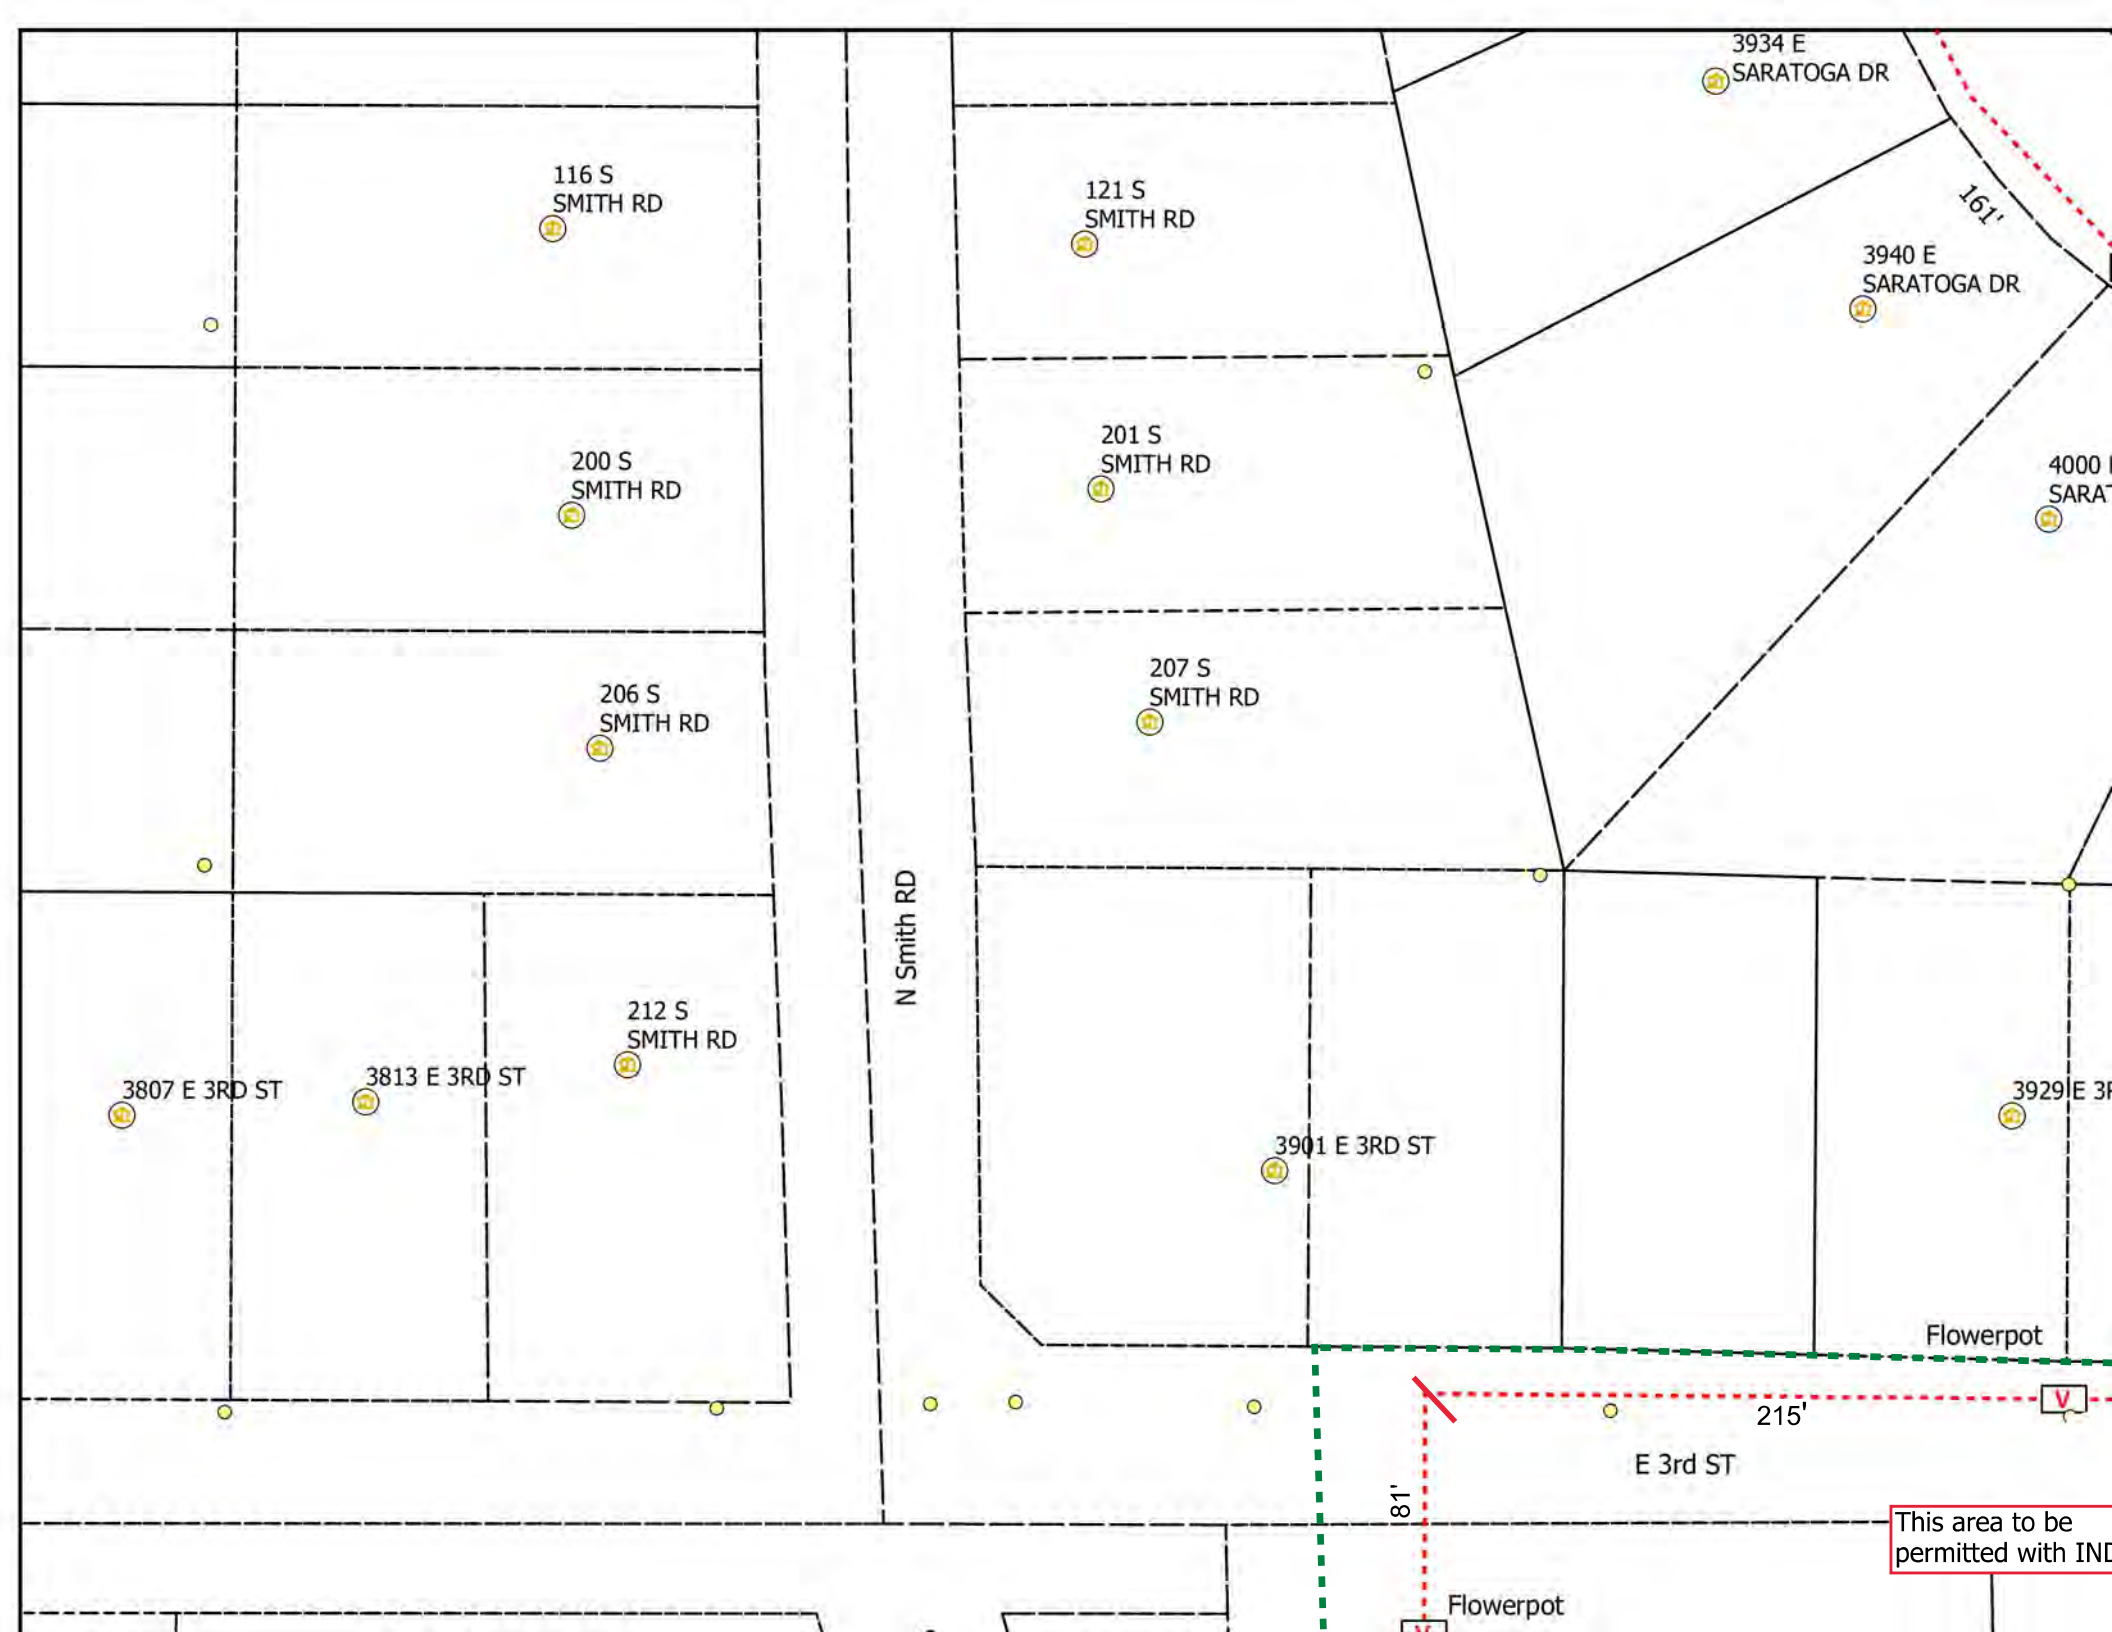 3934 E
SARATOGA DR
116 S
SMITH RD
121 S
SMITH RD
161'
3940 E
SARATOGA DR
201 S
SMITH RD
200 S
SMITH RD
4000
207 S
SMITH RD
206 S
SMITH RD
N Smith RD
212 S
SMITH RD
3813 E 3RD ST
3807 E 3RD ST
3929 E
3901 E 3RD ST
Flowerpot
V
215'
E 3rd ST
81'
This area to be
permitted with
Flowerpot
V